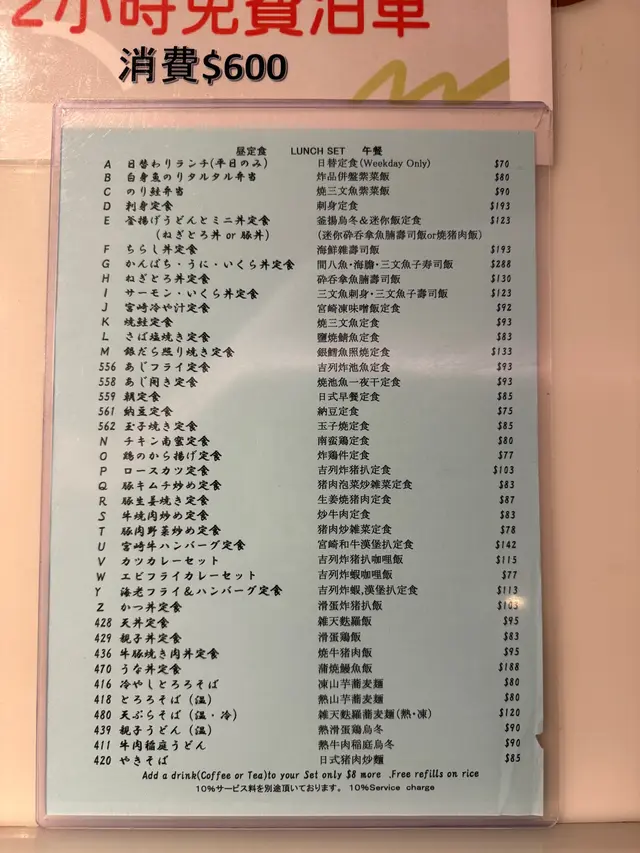 2小時免費泊車
消費$600
昼定食 LUNCH SET 午餐
A 日替わりランチ(平日のみ) 日替定食(Weekday Only) $70
B 白身魚のりタルタル弁当 炸品併盤紫菜飯 $80
C のり鮭弁当 燒三文魚紫菜飯 $90
D 刺身定食 刺身定食 $193
E 釜揚げうどんとミニ丼定食 釜揚烏冬&迷你飯定食 $123
(ねぎとろ丼 or 豚丼) (迷你碎吞拿魚腩壽司飯or燒猪肉飯)
F ちらし丼定食 海鮮雜壽司飯 $193
G かんぱち・うに・いくら丼定食 間八魚・海膽・三文魚子寿司飯 $288
H ねぎとろ丼定食 碎吞拿魚腩壽司飯 $130
I サーモン・いくら丼定食 三文魚刺身・三文魚子壽司飯 $123
J 宮崎冷や汁定食 宮崎凍味噌飯定食 $92
K 焼鮭定食 燒三文魚定食 $93
L さば塩焼き定食 鹽燒鯖魚定食 $83
M 銀だら照り焼き定食 銀鱈魚照燒定食 $133
556 あじフライ定食 吉列炸池魚定食 $93
558 あじ開き定食 燒池魚一夜干定食 $93
559 朝定食 日式早餐定食 $85
561 納豆定食 納豆定食 $75
562 玉子焼き定食 玉子燒定食 $85
N チキン南蛮定食 南蛮鶏定食 $80
O 鶏のから揚げ定食 炸鶏件定食 $77
P ロースカツ定食 吉列炸猪扒定食 $103
Q 豚キムチ炒め定食 猪肉泡菜炒雑菜定食 $83
R 豚生姜焼き定食 生姜燒猪肉定食 $87
S 牛焼肉炒め定食 炒牛肉定食 $83
T 豚肉野菜炒め定食 猪肉炒雑菜定食 $78
U 宮崎牛ハンバーグ定食 宮崎和牛漢堡扒定食 $142
V カツカレーセット 吉列炸猪扒咖喱飯 $115
W エビフライカレーセット 吉列炸蝦咖喱飯 $77
Y 海老フライ&ハンバーグ定食 吉列炸蝦,漢堡扒定食 $113
Z かつ丼定食 滑蛋炸猪扒飯 $103
428 天丼定食 雑天麩羅飯 $95
429 親子丼定食 滑蛋鶏飯 $83
436 牛豚焼き肉丼定食 燒牛猪肉飯 $95
470 うな丼定食 蒲燒鰻魚飯 $188
416 冷やしとろろそば 凍山芋蕎麦麵 $80
418 とろろそば (温) 熱山芋蕎麦麵 $80
480 天ぷらそば (温・冷) 雑天麩羅蕎麦麵(熱・凍) $120
439 親子うどん (温) 熱滑蛋鶏烏冬 $90
411 牛肉稲庭うどん 熱牛肉稲庭烏冬 $90
420 やきそば 日式猪肉炒麵 $85
Add a drink(Coffee or Tea)to your Set only $8 more .Free refills on rice
10%サービス料を別途頂いております。 10%Service charge